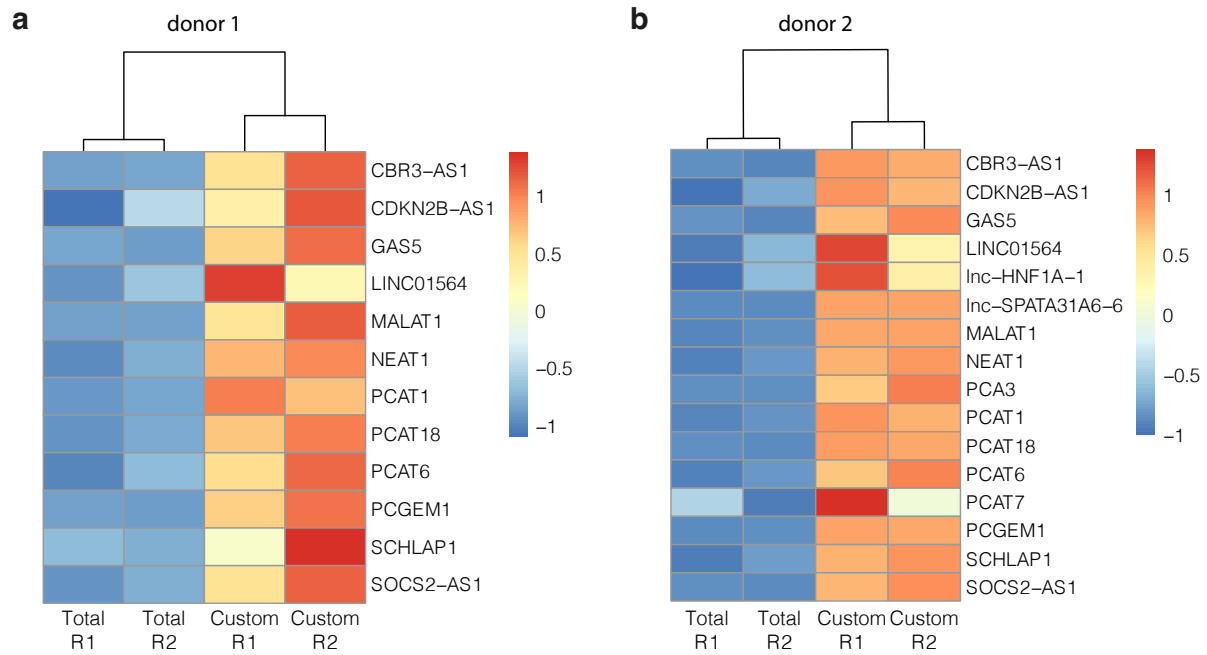 a
donor 1
CBR3−AS1
CDKN2B−AS1
GAS5
LINC01564
MALAT1
NEAT1
PCAT1
PCAT18
PCAT6
PCGEM1
SCHLAP1
SOCS2−AS1
Total R1
Total R2
Custom R1
Custom R2
1
0.5
0
−0.5
−1
b
donor 2
CBR3−AS1
CDKN2B−AS1
GAS5
LINC01564
lnc−HNF1A−1
lnc−SPATA31A6−6
MALAT1
NEAT1
PCA3
PCAT1
PCAT18
PCAT6
PCAT7
PCGEM1
SCHLAP1
SOCS2−AS1
Total R1
Total R2
Custom R1
Custom R2
1
0.5
0
−0.5
−1